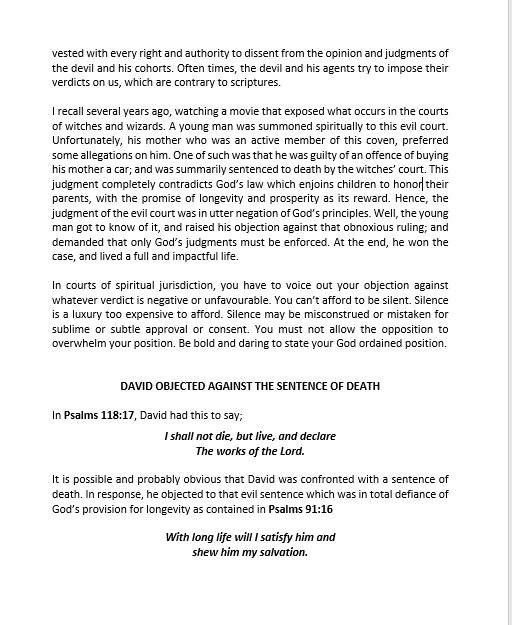 vested with every right and authority to dissent from the opinion and judgments of
the devil and his cohorts. Often times, the devil and his agents try to impose their
verdicts on us, which are contrary to scriptures.
I recall several years ago, watching a movie that exposed what occurs in the courts
of witches and wizards. A young man was summoned spiritually to this evil court.
Unfortunately, his mother who was an active member of this coven, preferred
some allegations on him. One of such was that he was guilty of an offence of buying
his mother a car; and was summarily sentenced to death by the witches' court. This
judgment completely contradicts God's law which enjoins children to honor their
parents, with the promise of longevity and prosperity as its reward. Hence, the
judgment of the evil court was in utter negation of God's principles. Well, the young
man got to know of it, and raised his objection against that obnoxious ruling; and
demanded that only God's judgments must be enforced. At the end, he won the
case, and lived a full and impactful life.
In courts of spiritual jurisdiction, you have to voice out your objection against
whatever verdict is negative or unfavourable. You can't afford to be silent. Silence
is a luxury too expensive to afford. Silence may be misconstrued or mistaken for
sublime or subtle approval or consent. You must not allow the opposition to
overwhelm your position. Be bold and daring to state your God ordained position.
DAVID OBJECTED AGAINST THE SENTENCE OF DEATH
In Psalms 118:17, David had this to say;
I shall not die, but live, and declare
The works of the Lord.
It is possible and probably obvious that David was confronted with a sentence of
death. In response, he objected to that evil sentence which was in total defiance of
God's provision for longevity as contained in Psalms 91:16
With long life will I satisfy him and
shew him my salvation.